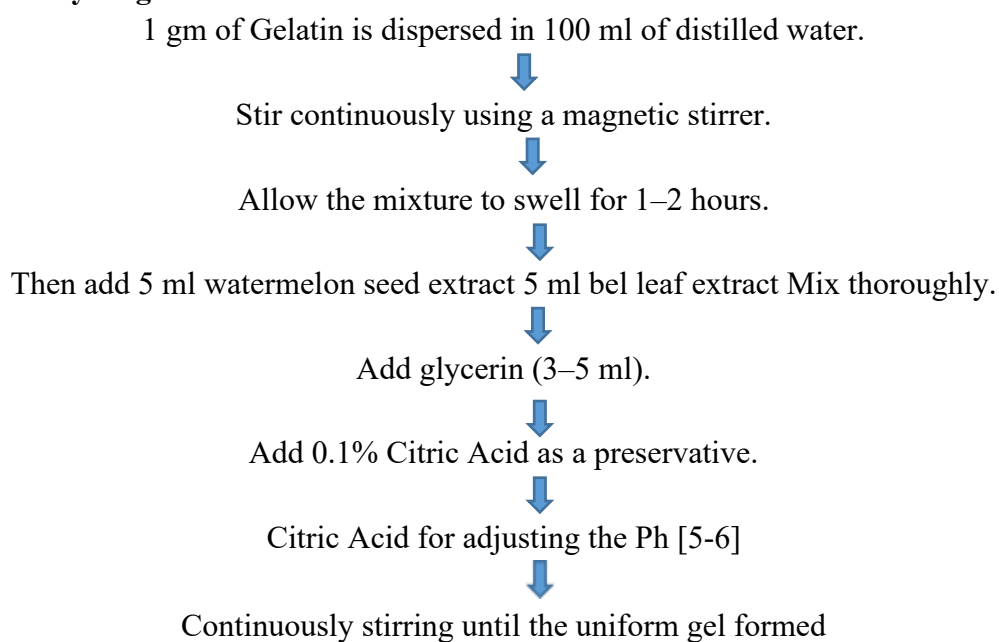 1 gm of Gelatin is dispersed in 100 ml of distilled water.
Stir continuously using a magnetic stirrer.
Allow the mixture to swell for 1–2 hours.
Then add 5 ml watermelon seed extract 5 ml bel leaf extract Mix thoroughly.
Add glycerin (3–5 ml).
Add 0.1% Citric Acid as a preservative.
Citric Acid for adjusting the Ph [5-6]
Continuously stirring until the uniform gel formed